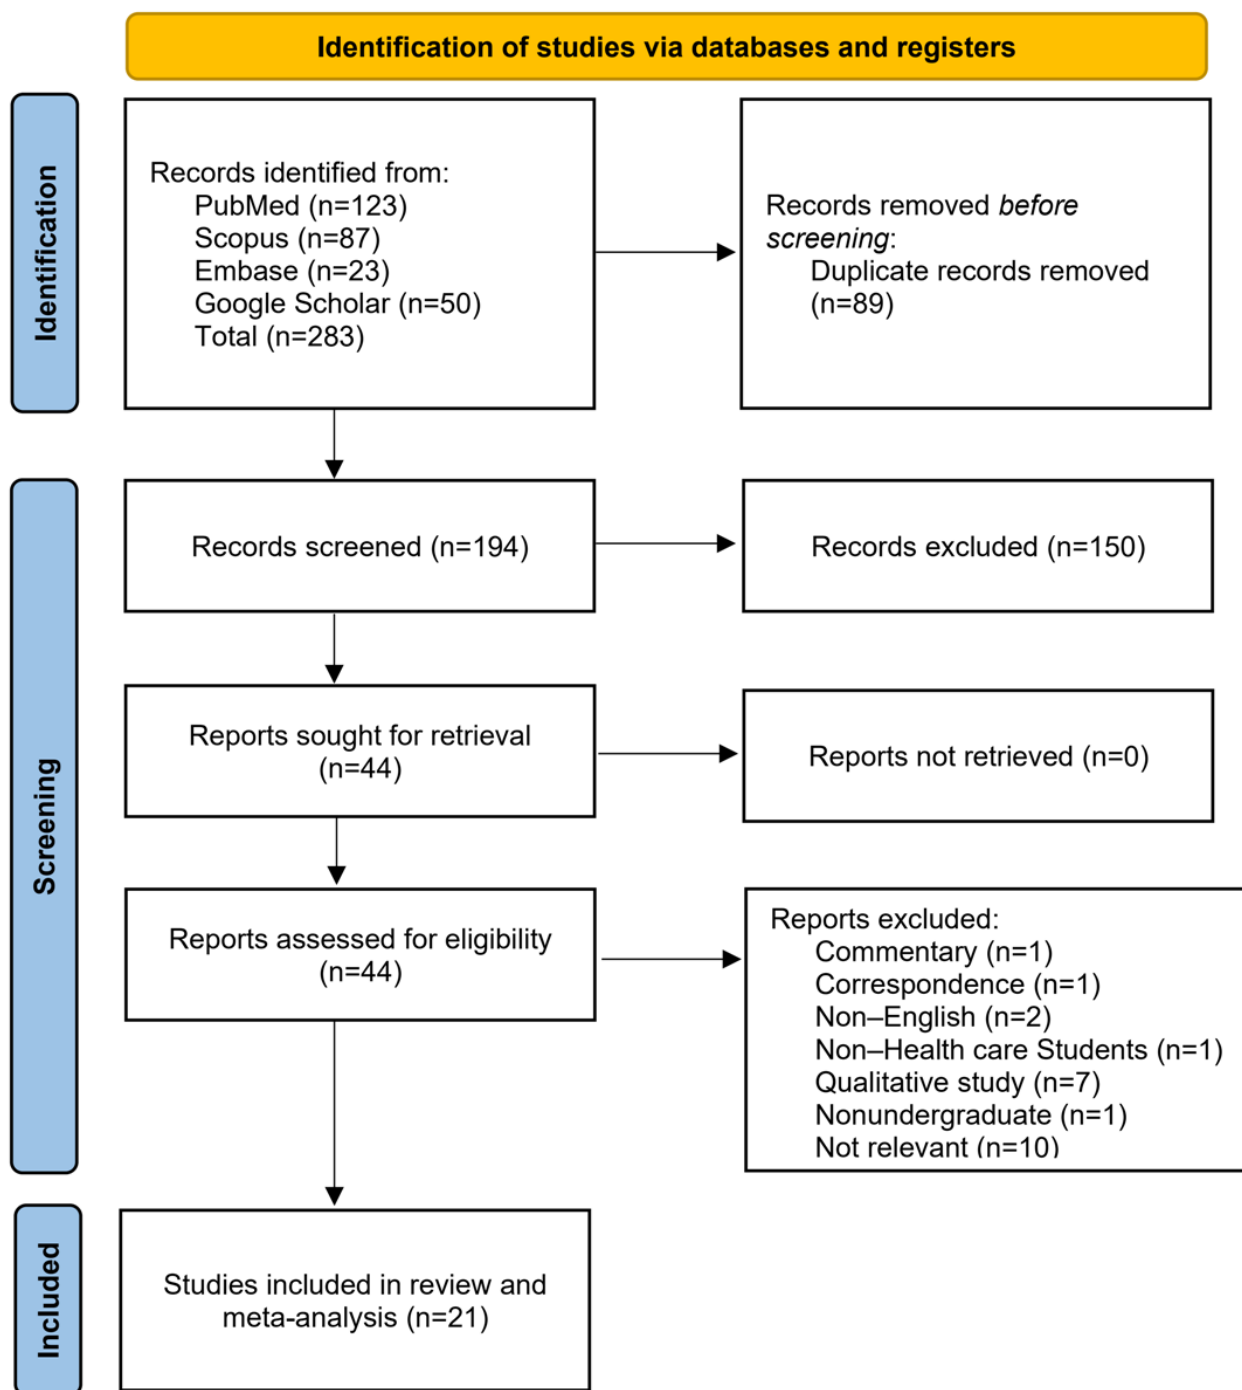 Identification of studies via databases and registers
Identification
Records identified from:
PubMed (n=123)
Scopus (n=87)
Embase (n=23)
Google Scholar (n=50)
Total (n=283)
Records removed before
screening:
Duplicate records removed
(n=89)
Screening
Records screened (n=194)
Records excluded (n=150)
Reports sought for retrieval
(n=44)
Reports not retrieved (n=0)
Reports assessed for eligibility
(n=44)
Reports excluded:
Commentary (n=1)
Correspondence (n=1)
Non–English (n=2)
Non–Health care Students (n=1)
Qualitative study (n=7)
Nonundergraduate (n=1)
Not relevant (n=10)
Included
Studies included in review and
meta-analysis (n=21)